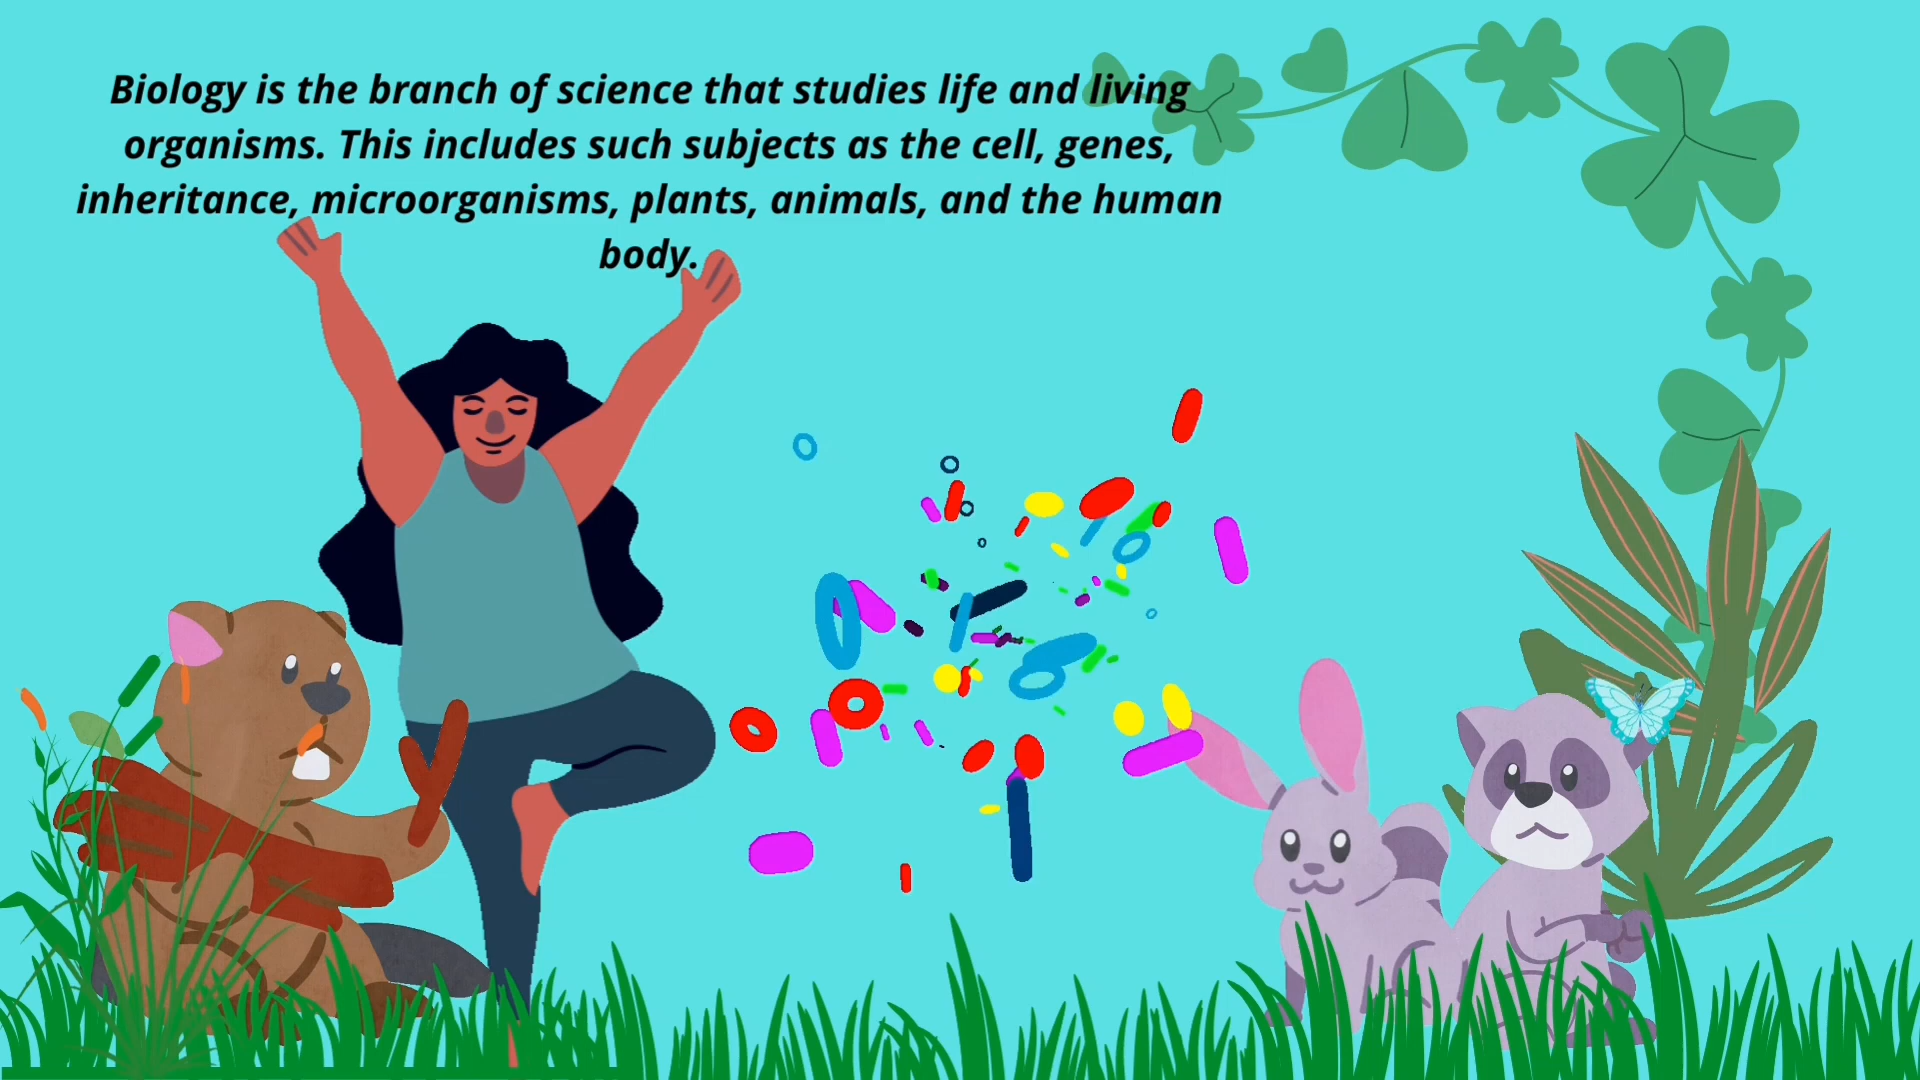 Biology is the branch of science that studies life and living
organisms. This includes such subjects as the cell, genes,
inheritance, microorganisms, plants, animals, and the human
body.